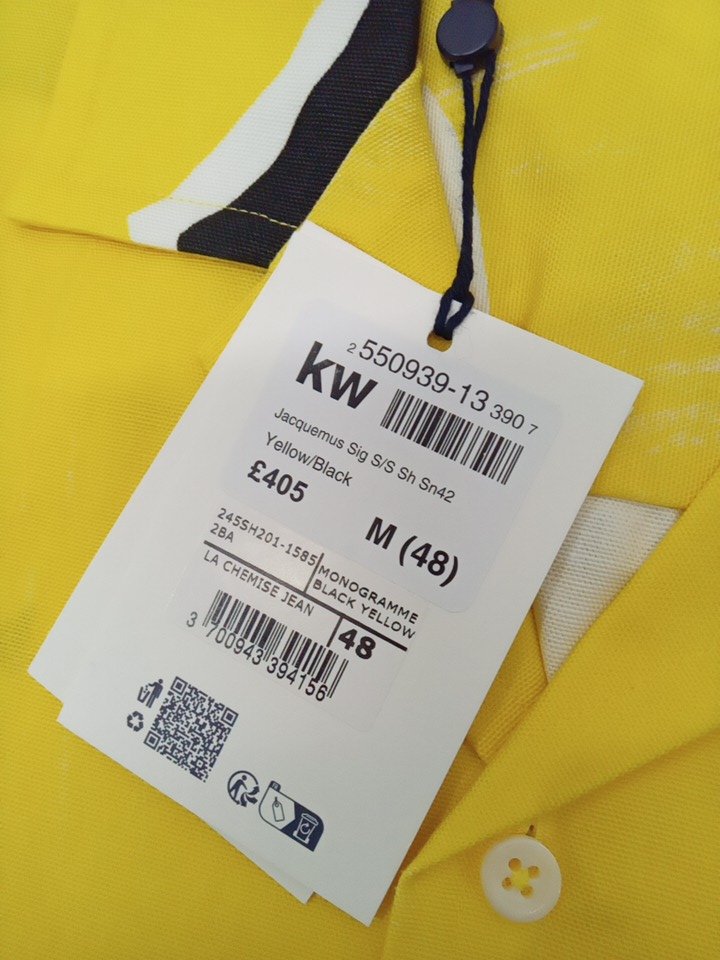 2 550939-13 390 7
kw
Jacquemus Sig S/S Sh Sn42
Yellow/Black
£405
M (48)
245SH201-1585
2BA
MONOGRAMME
BLACK YELLOW
LA CHEMISE JEAN
48
3 700943 394156